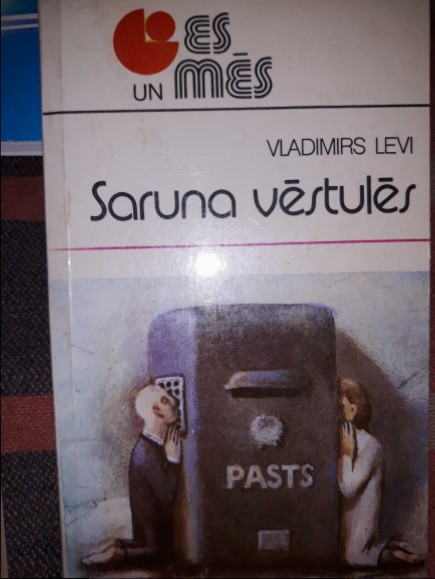 ES
UN MĒS
VLADIMIRS LEVI
Saruna vēstulēs
PASTS